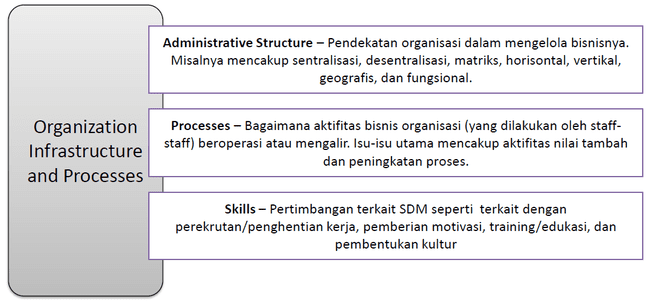 Organization
Infrastructure
and Processes
Administrative Structure – Pendekatan organisasi dalam mengelola bisnisnya.
Misalnya mencakup sentralisasi, desentralisasi, matriks, horisontal, vertikal,
geografis, dan fungsional.
Processes – Bagaimana aktifitas bisnis organisasi (yang dilakukan oleh staff-
staff) beroperasi atau mengalir. Isu-isu utama mencakup aktifitas nilai tambah
dan peningkatan proses.
Skills – Pertimbangan terkait SDM seperti  terkait dengan
perekrutan/penghentian kerja, pemberian motivasi, training/edukasi, dan
pembentukan kultur